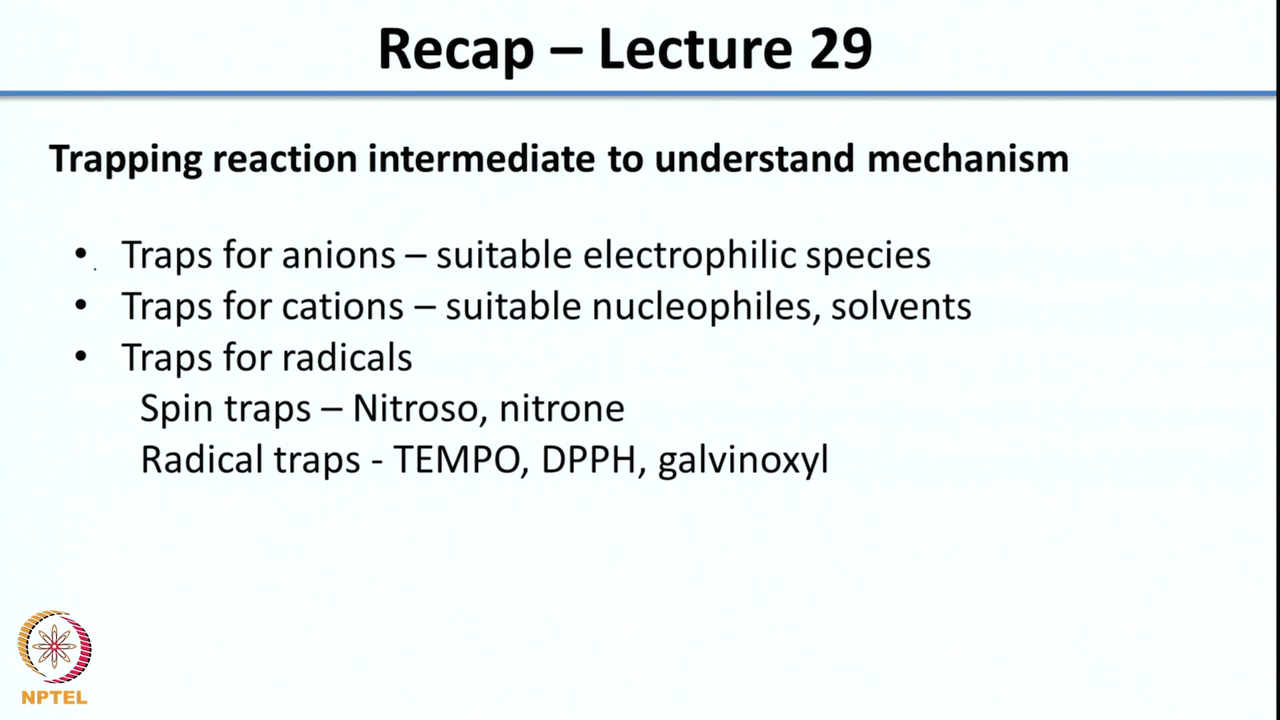 Recap – Lecture 29
Trapping reaction intermediate to understand mechanism
• Traps for anions – suitable electrophilic species
• Traps for cations – suitable nucleophiles, solvents
• Traps for radicals
Spin traps – Nitroso, nitrone
Radical traps - TEMPO, DPPH, galvinoxyl
NPTEL